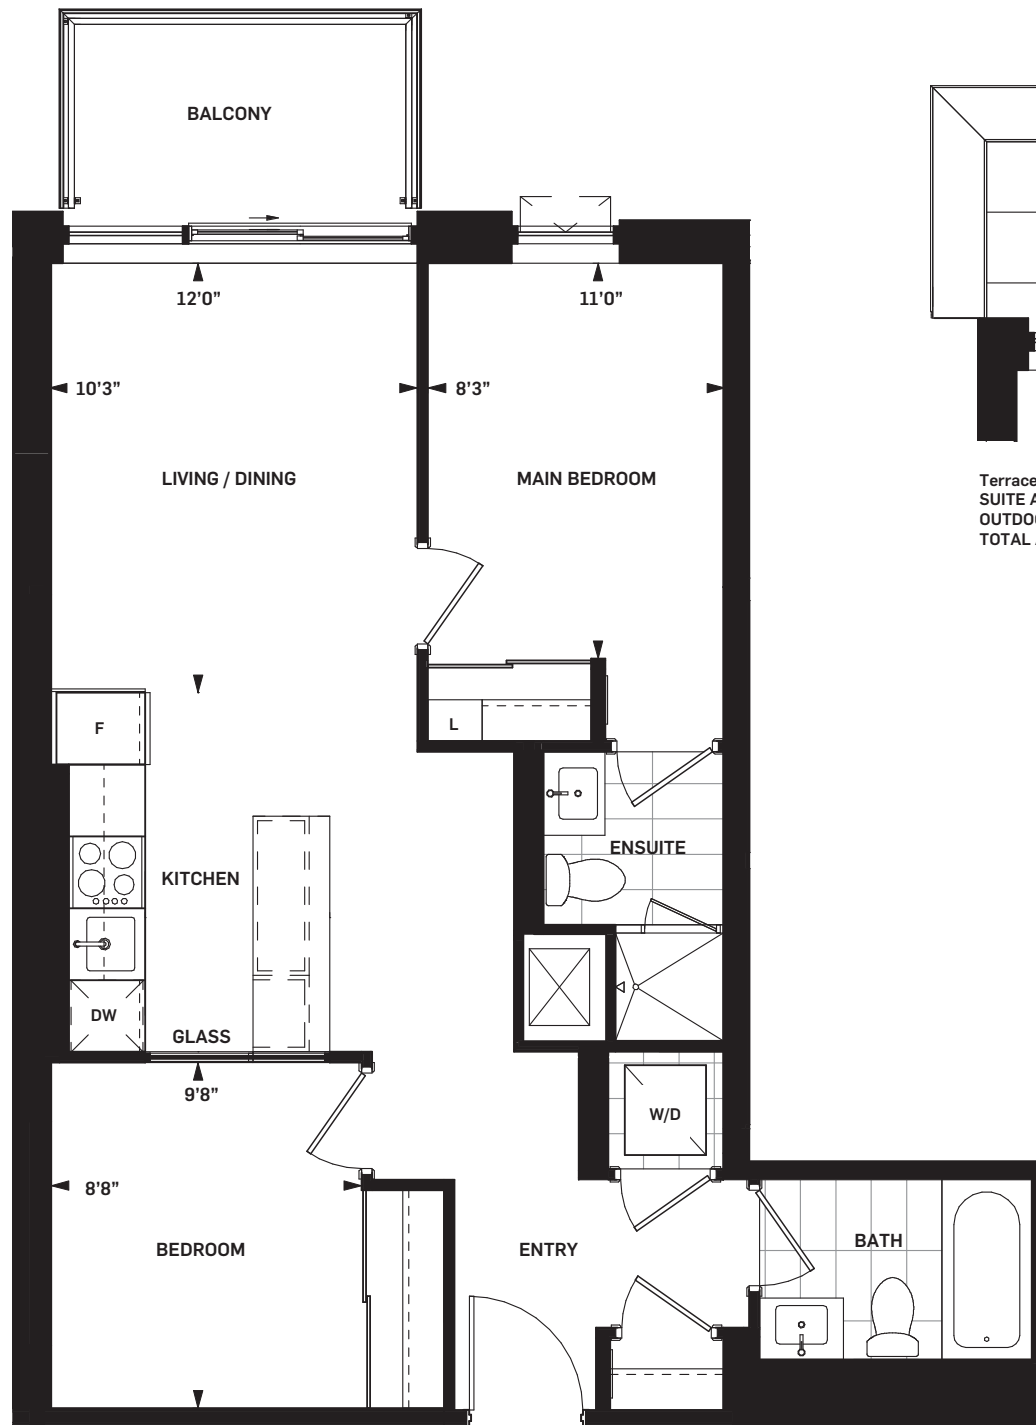 BALCONY
12'0"
11'0"
10'3"
8'3"
LIVING / DINING
MAIN BEDROOM
Terrace
SUITE
TOTAL
F
L
ENSUITE
KITCHEN
DW
GLASS
9'8"
W/D
8'8"
BEDROOM
ENTRY
BATH